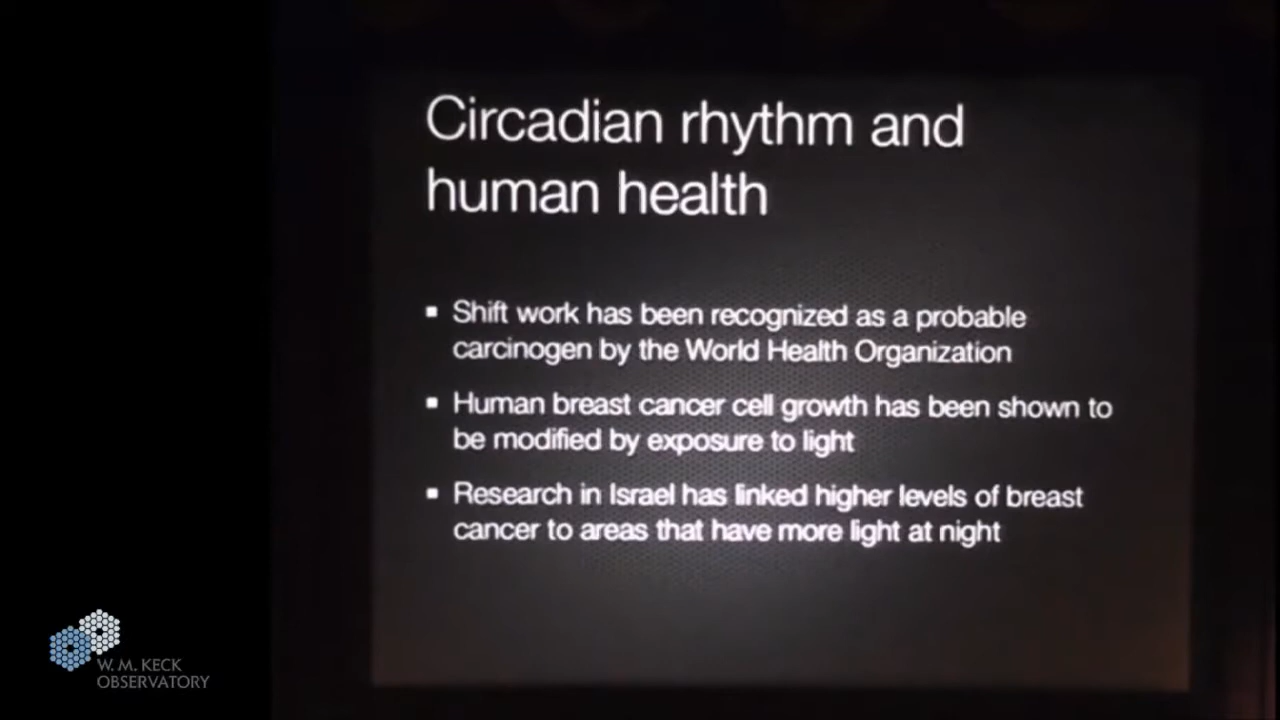 Circadian rhythm and
human health
▪ Shift work has been recognized as a probable
carcinogen by the World Health Organization
▪ Human breast cancer cell growth has been shown to
be modified by exposure to light
▪ Research in Israel has linked higher levels of breast
cancer to areas that have more light at night
W. M. KECK
OBSERVATORY